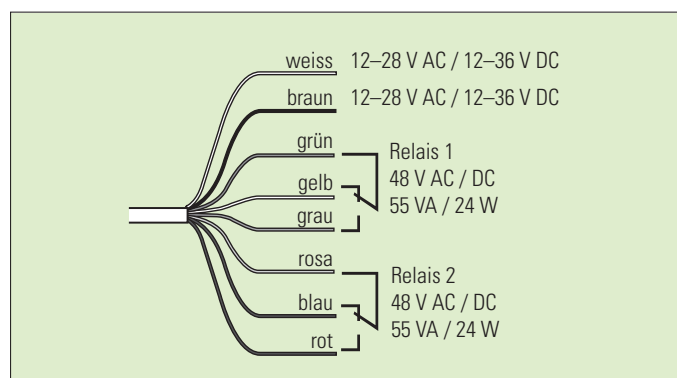 weiss 12–28 V AC / 12–36 V DC
braun 12–28 V AC / 12–36 V DC
grün
Relais 1
gelb 48 V AC / DC
55 VA / 24 W
grau
rosa
Relais 2
blau 48 V AC / DC
55 VA / 24 W
rot